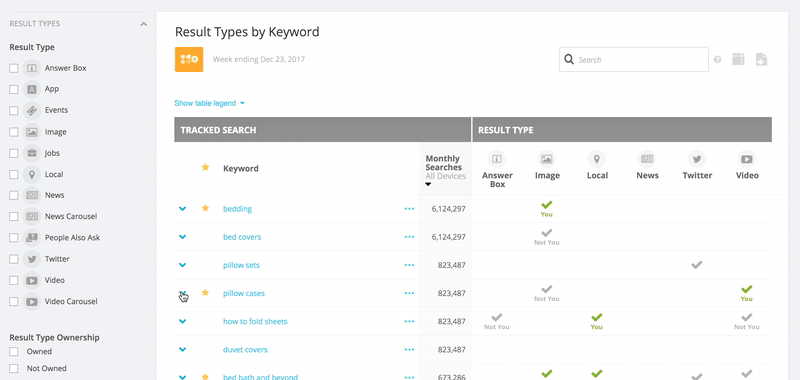 RESULT TYPES
Result Type
Answer Box
App
Events
Image
Jobs
Local
News
News Carousel
People Also Ask
Twitter
Video
Video Carousel
Result Type Ownership
Owned
Not Owned
Result Types by Keyword
Week ending Dec 23, 2017
Search
Show table legend
TRACKED SEARCH RESULT TYPE
Keyword Monthly Searches All Devices Answer Box Image Local News Twitter Video
bedding 6,124,297 You
bed covers 6,124,297 Not You
pillow sets 823,487
pillow cases 823,487 Not You You
how to fold sheets 823,487 Not You You Not You
duvet covers 823,487
bed bath and beyond 673,286